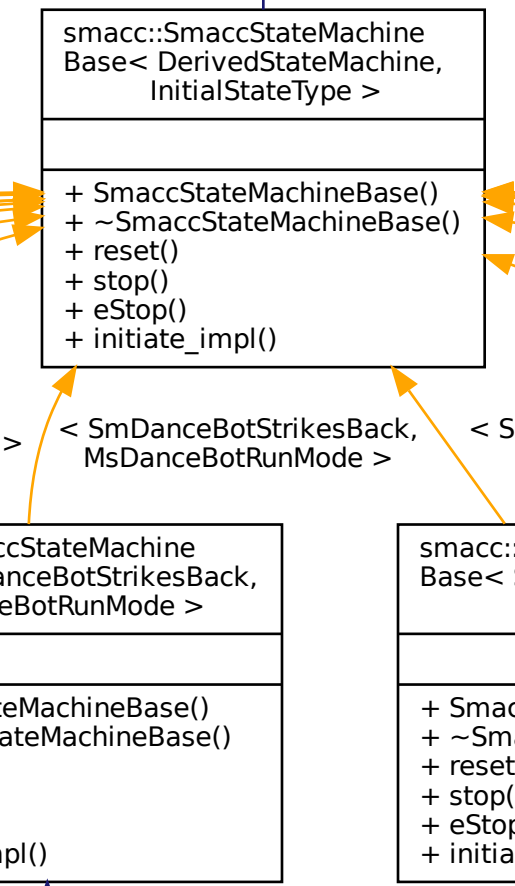 smacc::SmaccStateMachine
Base< DerivedStateMachine,
InitialStateType >
+ SmaccStateMachineBase()
+ ~SmaccStateMachineBase()
+ reset()
+ stop()
+ eStop()
+ initiate_impl()
>
< SmDanceBotStrikesBack,
MsDanceBotRunMode >
< S
ccStateMachine
anceBotStrikesBack,
eBotRunMode >
teMachineBase()
ateMachineBase()
pl()
smacc::
Base<
+ Smac
+ ~Sma
+ reset
+ stop(
+ eStop
+ initia